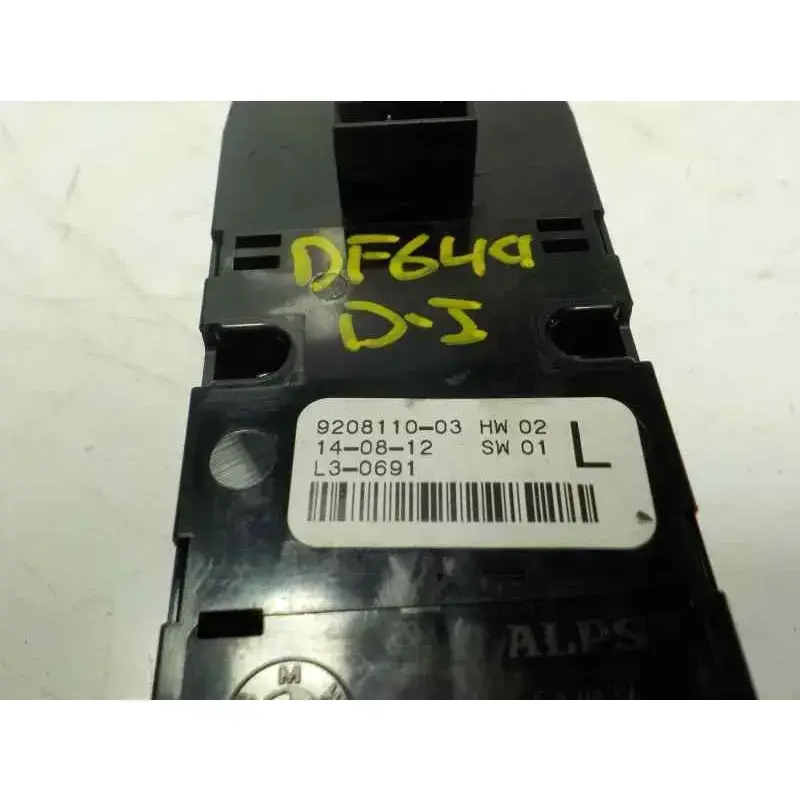 DF649
D-I
9208110-03 HW 02
14-08-12 SW 01 L
L3-0691
ALPS
M